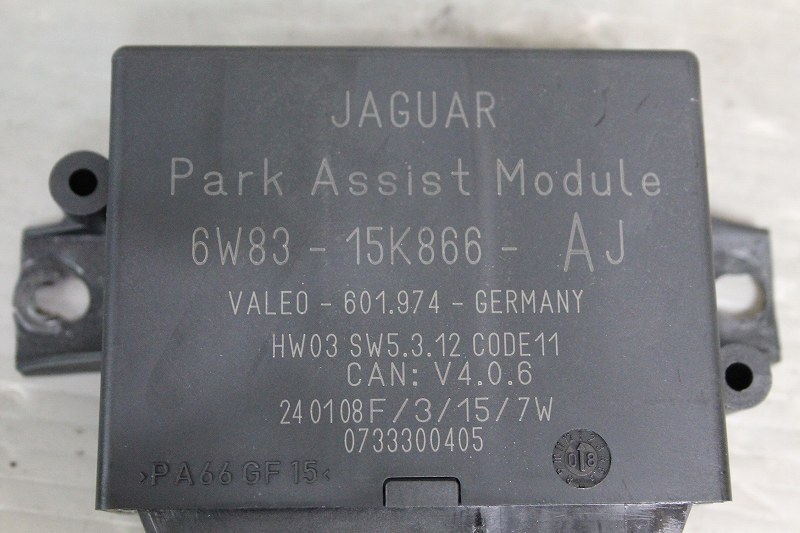 JAGUAR
Park Assist Module
6W83 - 15K866 - AJ
VALEO - 601.974 - GERMANY
HW03 SW5.3.12 CODE11
CAN: V4.0.6
240108F/3/15/7W
0733300405
>PA66 GF15<